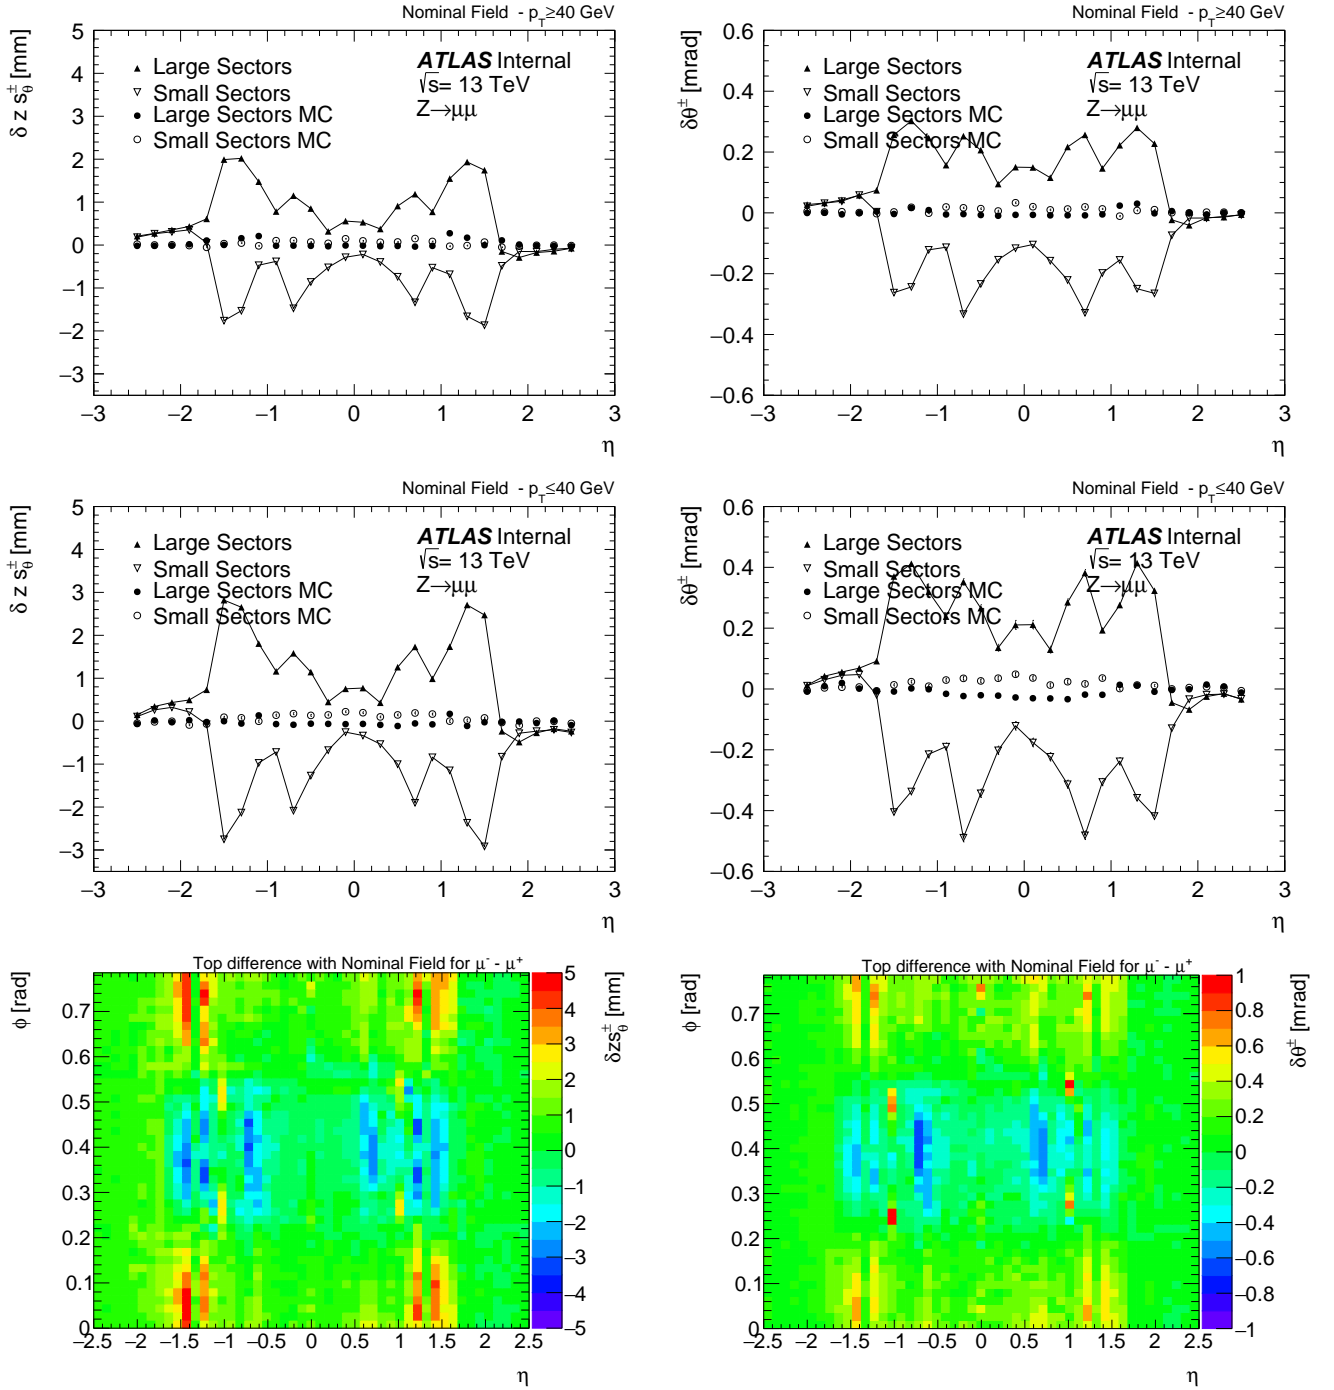 Nominal Field - p_T≥40 GeV
δ z s_θ^± [mm]
5
4
3
2
1
0
−1
−2
−3
Large Sectors
Small Sectors
Large Sectors MC
Small Sectors MC
ATLAS Internal
√s= 13 TeV
Z→μμ
−3 −2 −1 0 1 2 3
η
Nominal Field - p_T≥40 GeV
δθ^± [mrad]
0.6
0.4
0.2
0
−0.2
−0.4
−0.6
Large Sectors
Small Sectors
Large Sectors MC
Small Sectors MC
ATLAS Internal
√s= 13 TeV
Z→μμ
−3 −2 −1 0 1 2 3
η
Nominal Field - p_T≤40 GeV
δ z s_θ^± [mm]
5
4
3
2
1
0
−1
−2
−3
Large Sectors
Small Sectors
Large Sectors MC
Small Sectors MC
ATLAS Internal
√s= 13 TeV
Z→μμ
−3 −2 −1 0 1 2 3
η
Nominal Field - p_T≤40 GeV
δθ^± [mrad]
0.6
0.4
0.2
0
−0.2
−0.4
−0.6
Large Sectors
Small Sectors
Large Sectors MC
Small Sectors MC
ATLAS Internal
√s= 13 TeV
Z→μμ
−3 −2 −1 0 1 2 3
η
Top difference with Nominal Field for μ^- - μ^+
φ [rad]
0.7
0.6
0.5
0.4
0.3
0.2
0.1
0
−2.5 −2 −1.5 −1 −0.5 0 0.5 1 1.5 2 2.5
η
5
4
3
2
1
0
−1
−2
−3
−4
−5
δzs_θ^± [mm]
Top difference with Nominal Field for μ^- - μ^+
φ [rad]
0.7
0.6
0.5
0.4
0.3
0.2
0.1
0
−2.5 −2 −1.5 −1 −0.5 0 0.5 1 1.5 2 2.5
η
1
0.8
0.6
0.4
0.2
0
−0.2
−0.4
−0.6
−0.8
−1
δθ^± [mrad]